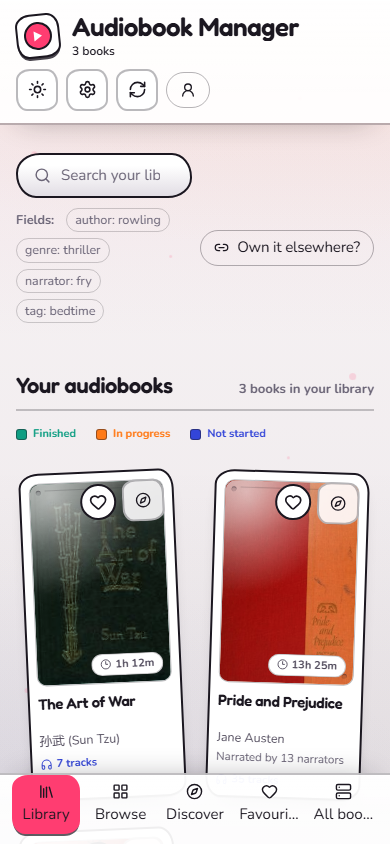 Audiobook Manager
3 books
Search your lib
Fields: author: rowling
genre: thriller
narrator: fry
tag: bedtime
Own it elsewhere?
Your audiobooks
3 books in your library
Finished
In progress
Not started
The
Art of
War
Sun Tzu
1h 12m
The Art of War
孙武 (Sun Tzu)
7 tracks
Pride
and
Prejudice
13h 25m
Pride and Prejudice
Jane Austen
Narrated by 13 narrators
Library
Browse
Discover
Favouri...
All boo...